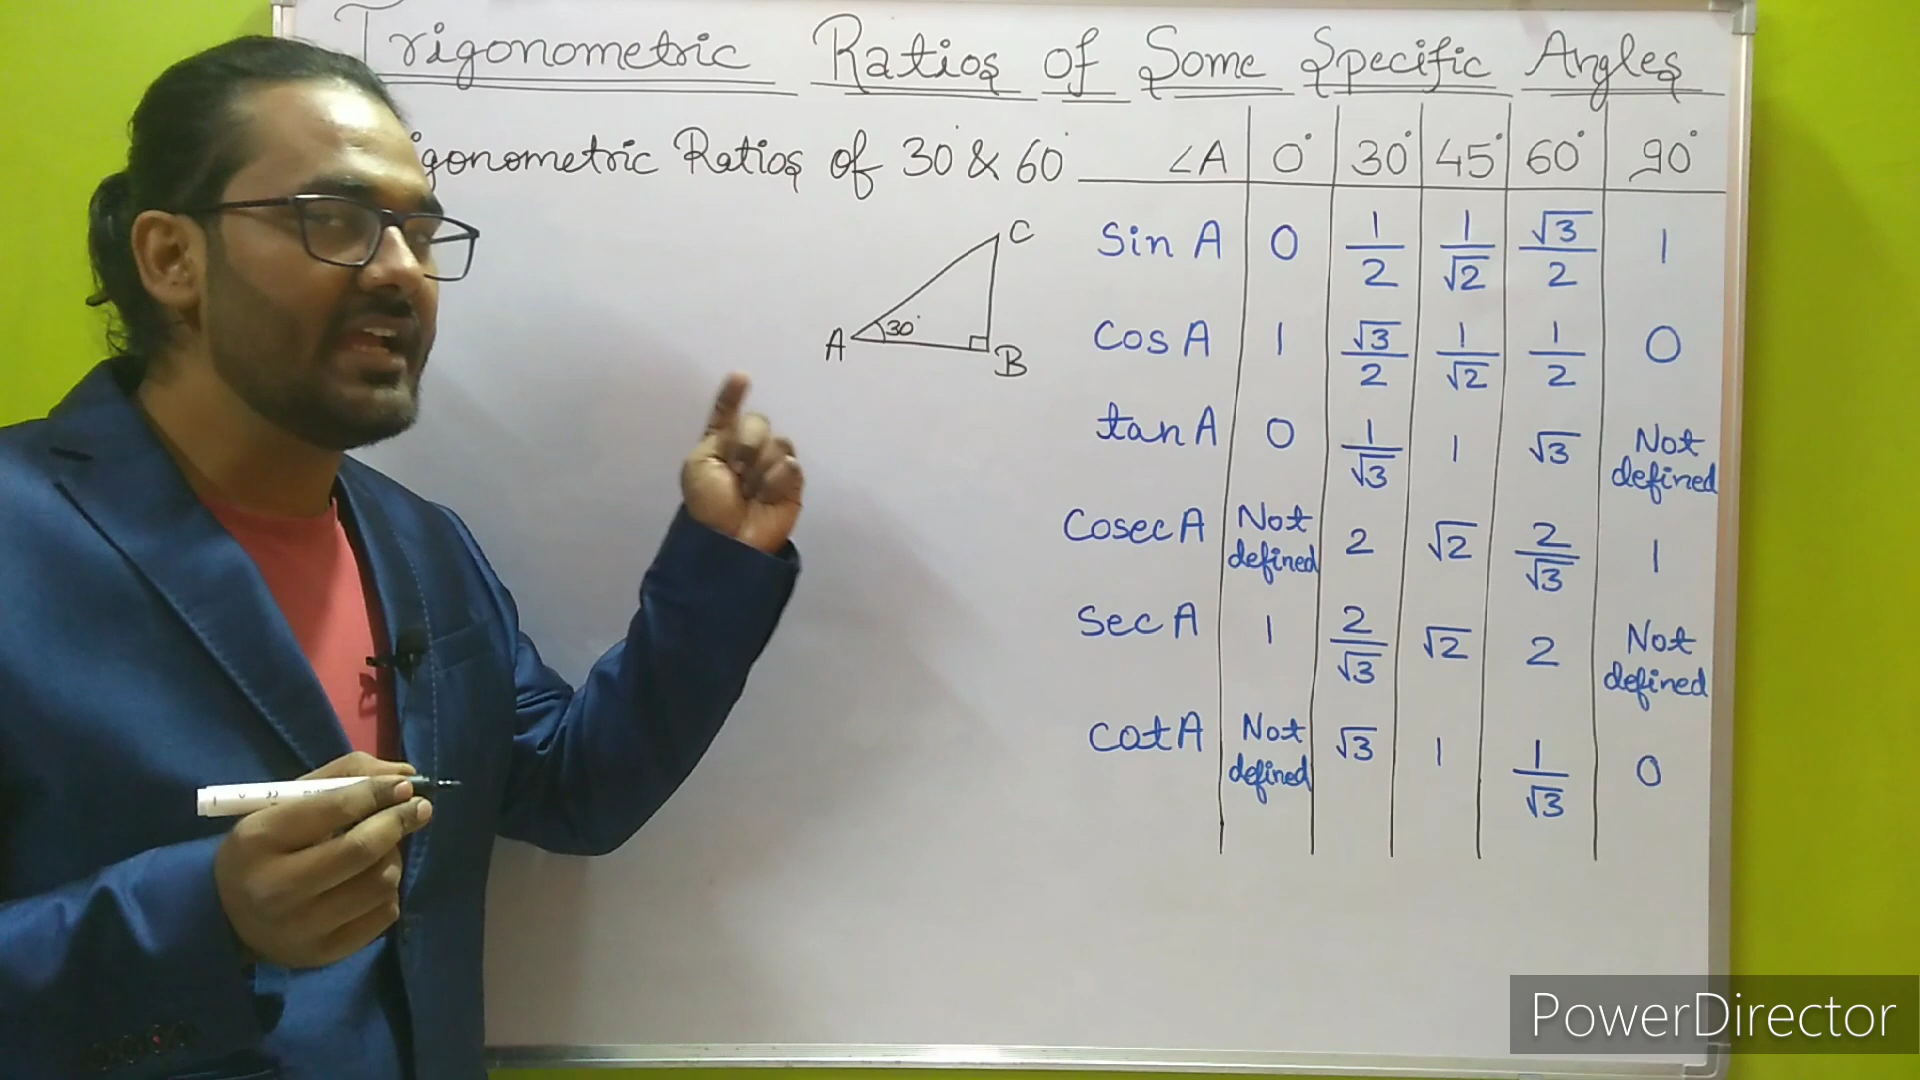 Trigonometric Ratios of Some Specific Angles
igonometric Ratios of 30° & 60°
C
A 30°
B
∠A 0° 30° 45° 60° 90°
Sin A 0 1/2 1/√2 √3/2 1
Cos A 1 √3/2 1/√2 1/2 0
tan A 0 1/√3 1 √3 Not defined
Cosec A Not defined 2 √2 2/√3 1
Sec A 1 2/√3 √2 2 Not defined
Cot A Not defined √3 1 1/√3 0
PowerDirector